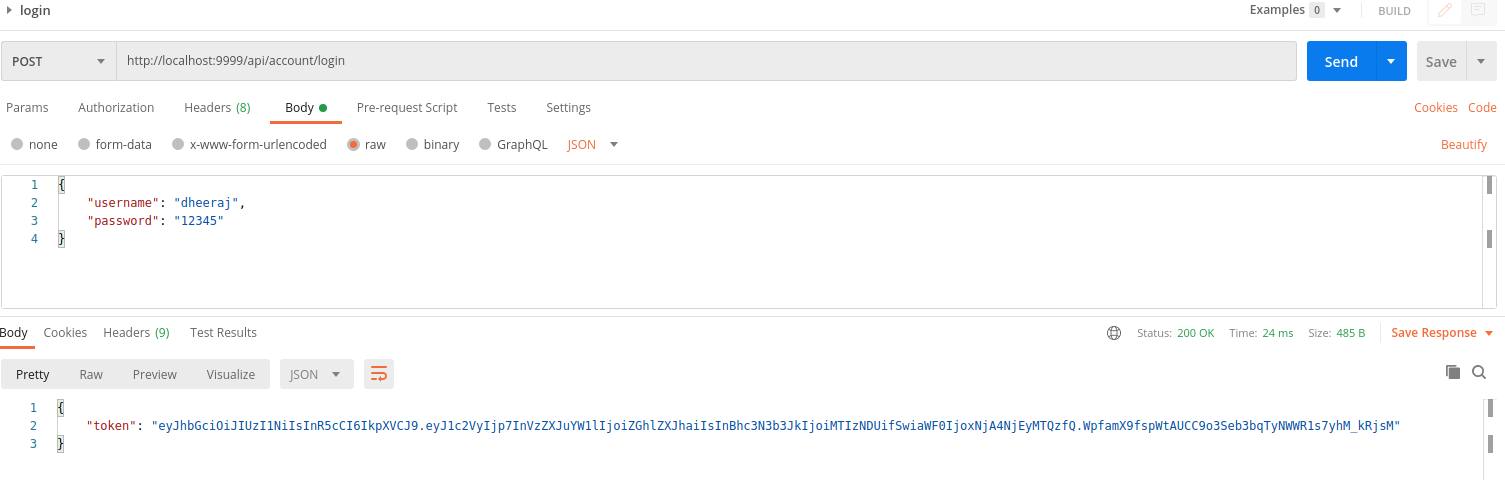 login Examples 0 BUILD
POST http://localhost:9999/api/account/login Send Save
Params Authorization Headers (8) Body Pre-request Script Tests Settings Cookies Code
none form-data x-www-form-urlencoded raw binary GraphQL JSON Beautify
1 {
2 "username": "dheeraj",
3 "password": "12345"
4 }
Body Cookies Headers (9) Test Results Status: 200 OK Time: 24 ms Size: 485 B Save Response
Pretty Raw Preview Visualize JSON
1 {
2 "token": "eyJhbGciOiJIUzI1NiIsInR5cCI6IkpXVCJ9.eyJ1c2VyIjp7InVzZXJuYW1lIjoiZGhlZXJhaiIsInBhc3N3b3JkIjoiMTIzNDUifSwiaWF0IjoxNjA4NjEyMTQzfQ.WpfamX9fspWtAUCC9o3Seb3bqTyNWWR1s7yhM_kRjsM"
3 }